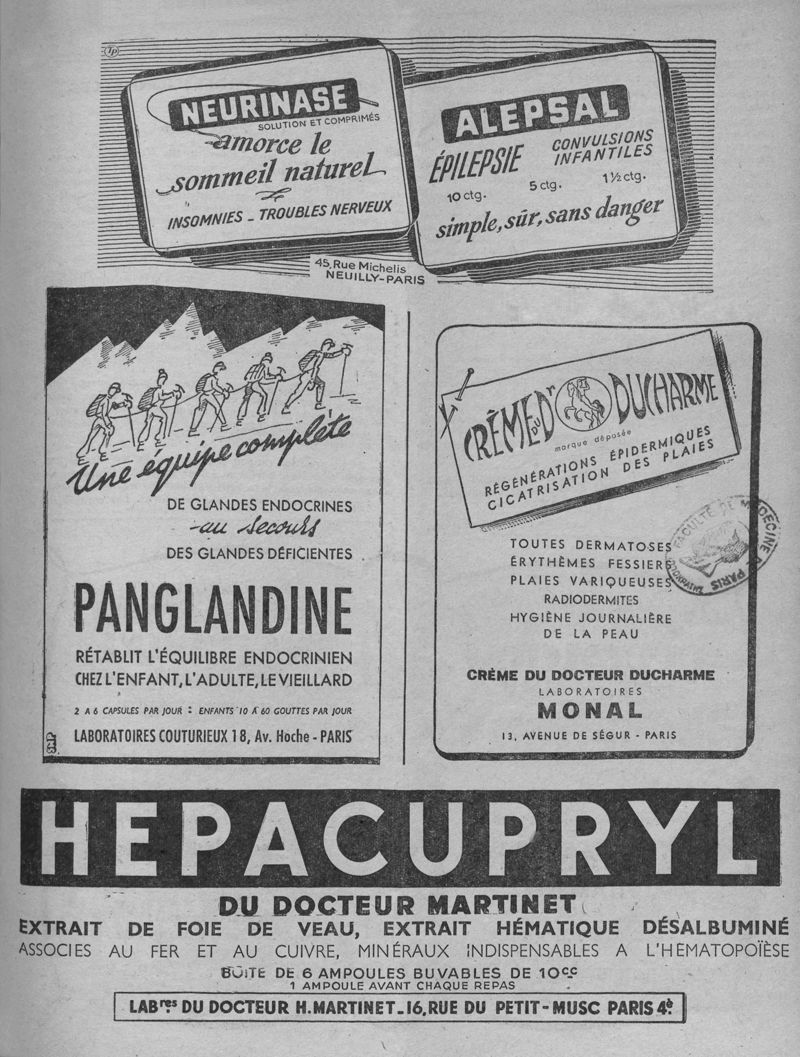 NEURINASE
SOLUTION ET COMPRIMÉS
amorce le
sommeil naturel
INSOMNIES - TROUBLES NERVEUX
ALEPSAL
ÉPILEPSIE
CONVULSIONS
INFANTILES
10 ctg.
5 ctg.
1 ½ ctg.
simple, sûr, sans danger
45, Rue Michelis
NEUILLY-PARIS
Une équipe complète
DE GLANDES ENDOCRINES
au secours
DES GLANDES DÉFICIENTES
PANGLANDINE
RÉTABLIT L'ÉQUILIBRE ENDOCRINIEN
CHEZ L'ENFANT, L'ADULTE, LE VIEILLARD
2 A 6 CAPSULES PAR JOUR : ENFANTS 10 A 60 GOUTTES PAR JOUR
LABORATOIRES COUTURIEUX 18, Av. Hoche - PARIS
CRÈME DU Dr DUCHARME
marque déposée
RÉGÉNÉRATIONS ÉPIDERMIQUES
CICATRISATION DES PLAIES
TOUTES DERMATOSES
ÉRYTHÈMES FESSIERS
PLAIES VARIQUEUSES
RADIODERMITES
HYGIÈNE JOURNALIÈRE
DE LA PEAU
FACULTÉ DE MÉDECINE
PARIS
CRÈME DU DOCTEUR DUCHARME
LABORATOIRES
MONAL
13, AVENUE DE SÉGUR - PARIS
HEPACUPRYL
DU DOCTEUR MARTINET
EXTRAIT DE FOIE DE VEAU, EXTRAIT HÉMATIQUE DÉSALBUMINÉ
ASSOCIES AU FER ET AU CUIVRE, MINÉRAUX INDISPENSABLES A L'HEMATOPOÏÈSE
BOITE DE 6 AMPOULES BUVABLES DE 10cc
1 AMPOULE AVANT CHAQUE REPAS
LABres DU DOCTEUR H. MARTINET_16, RUE DU PETIT-MUSC PARIS 4e